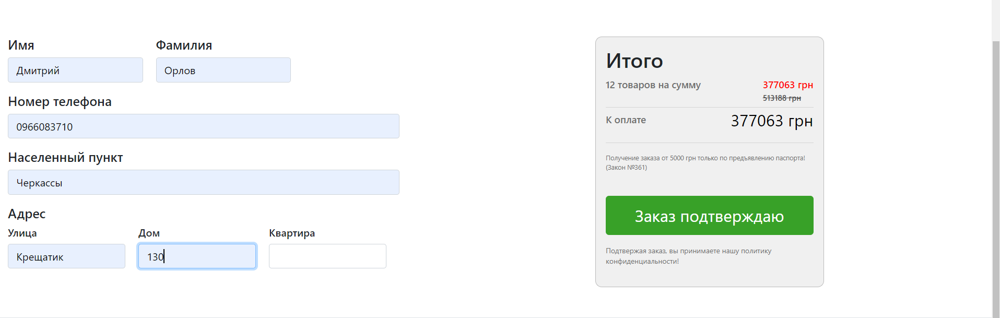 Имя
Фамилия
Дмитрий
Орлов
Номер телефона
0966083710
Населенный пункт
Черкассы
Адрес
Улица
Дом
Квартира
Крещатик
130
Итого
12 товаров на сумму
377063 грн
513188 грн
К оплате
377063 грн
Получение заказа от 5000 грн только по предъявлению паспорта!
(Закон №361)
Заказ подтверждаю
Подтвержая заказ, вы принимаете нашу политику
конфиденциальности!